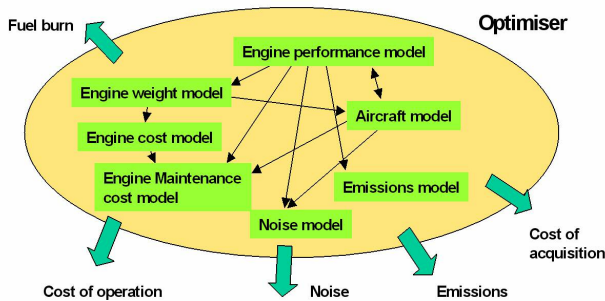 Fuel burn
Optimiser
Engine performance model
Engine weight model
Aircraft model
Engine cost model
Engine Maintenance
cost model
Emissions model
Noise model
Cost of
acquisition
Cost of operation
Noise
Emissions